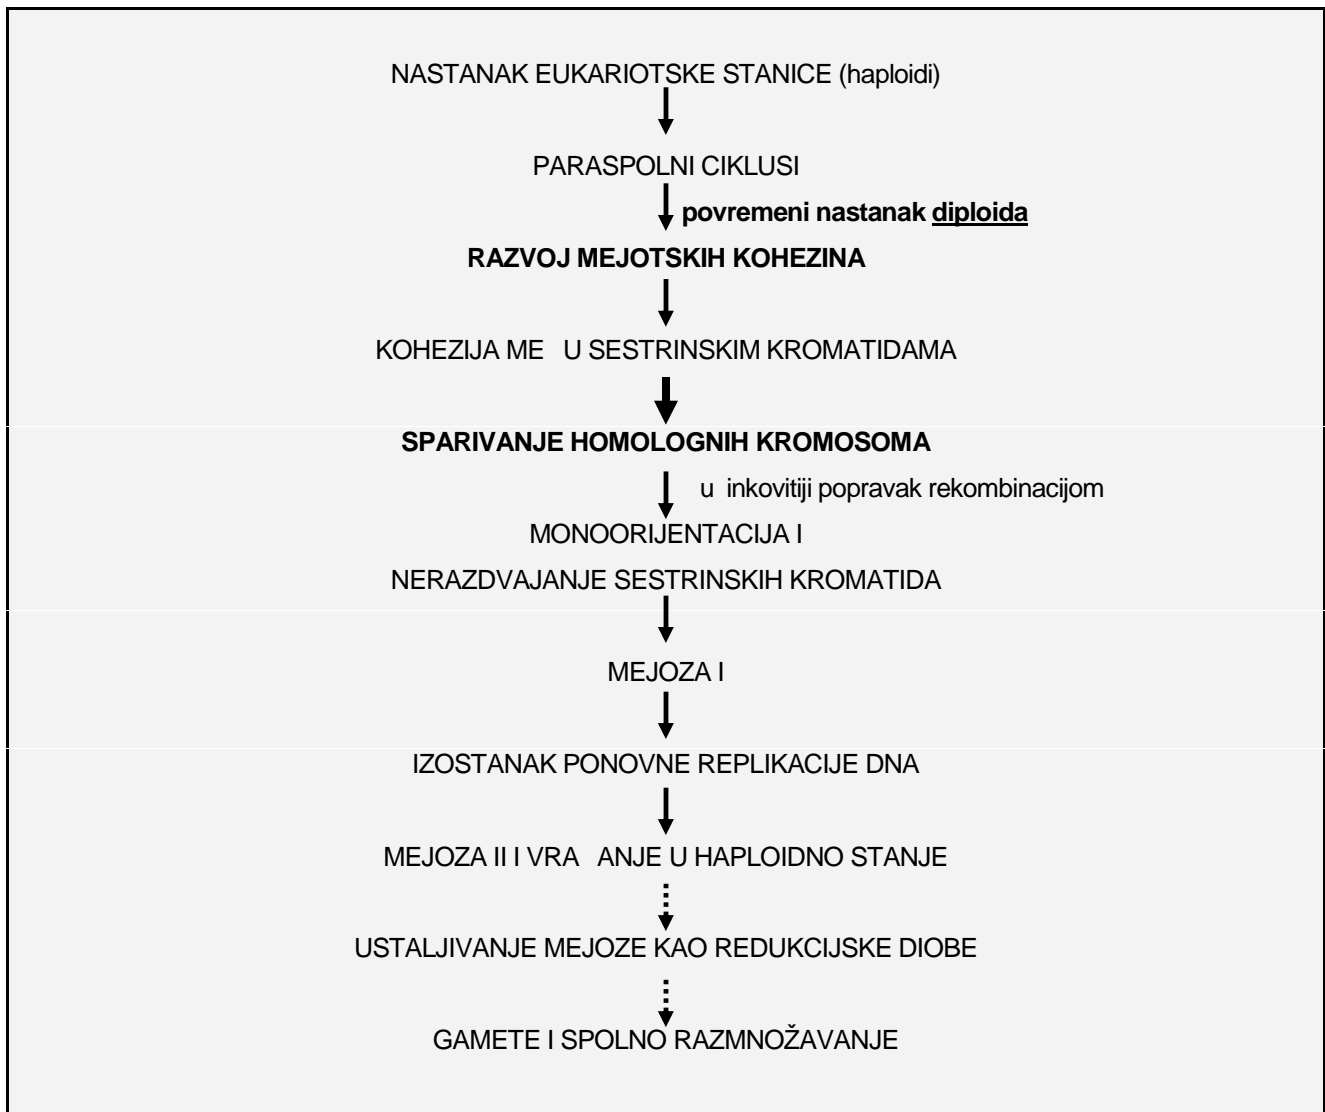 NASTANAK EUKARIOTSKE STANICE (haploidi)
PARASPOLNI CIKLUSI
povremeni nastanak diploida
RAZVOJ MEJOTSKIH KOHEZINA
KOHEZIJA ME U SESTRINSKIM KROMATIDAMA
SPARIVANJE HOMOLOGNIH KROMOSOMA
u inkovitiji popravak rekombinacijom
MONOORIJENTACIJA I
NERAZDVAJANJE SESTRINSKIH KROMATIDA
MEJOZA I
IZOSTANAK PONOVNE REPLIKACIJE DNA
MEJOZA II I VRA ANJE U HAPLOIDNO STANJE
USTALJIVANJE MEJOZE KAO REDUKCIJSKE DIOBE
GAMETE I SPOLNO RAZMNOŽAVANJE